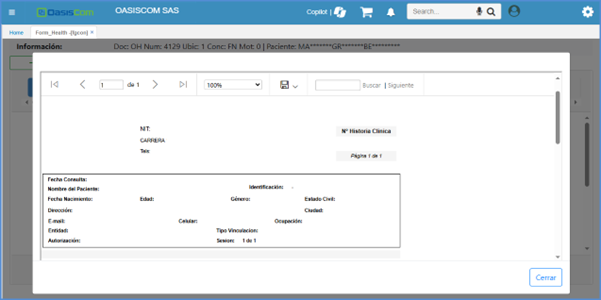 OasisCom OASISCOM SAS Copilot | Search...
Home Form_Health -(fgcon) ×
Información: Doc: OH Num: 4129 Ubic: 1 Conc: FN Mot: 0 | Paciente: MA*******GR*******BE*********
1 de 1 100% Buscar | Siguiente
NIT: Nº Historia Clinica
CARRERA
Tels: Página 1 de 1
Fecha Consulta:
Nombre del Paciente: Identificación: -
Fecha Nacimiento: Edad: Género: Estado Civil:
Dirección: Ciudad:
E-mail: Celular: Ocupación:
Entidad: Tipo Vinculacion:
Autorización: Sesion: 1 de 1
Cerrar